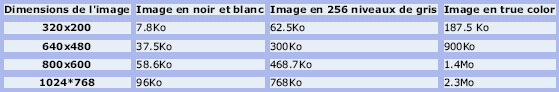 Dimensions de l'image Image en noir et blanc Image en 256 niveaux de gris Image en true color
320x200 7.8Ko 62.5Ko 187.5 Ko
640x480 37.5Ko 300Ko 900Ko
800x600 58.6Ko 468.7Ko 1.4Mo
1024*768 96Ko 768Ko 2.3Mo